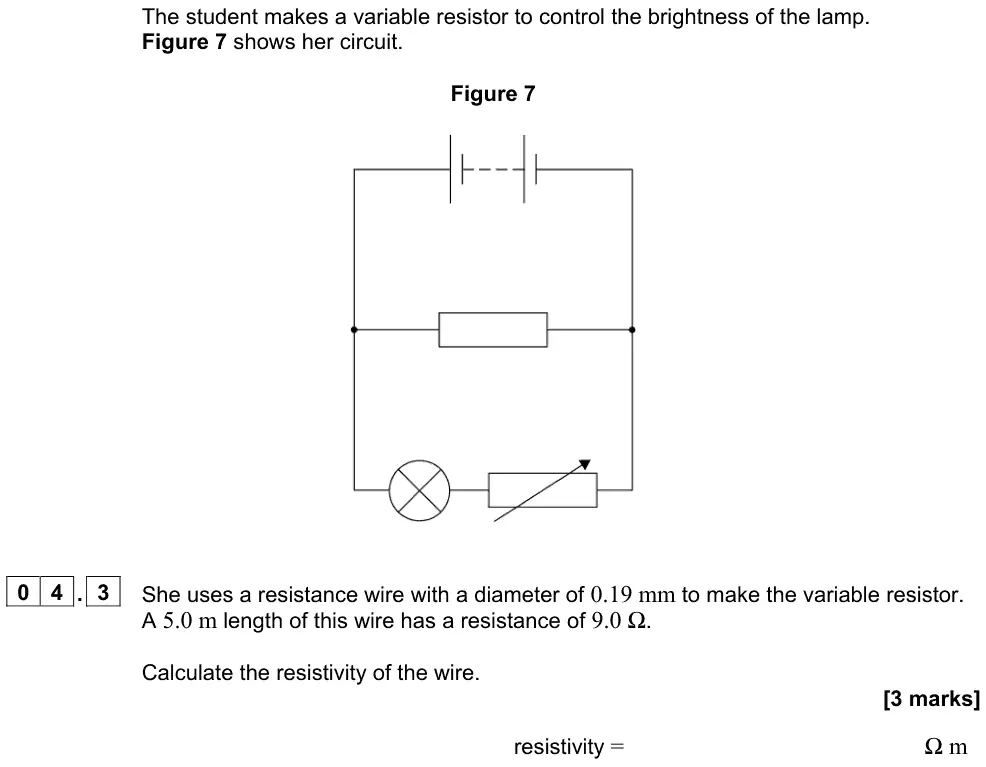 The student makes a variable resistor to control the brightness of the lamp.
Figure 7 shows her circuit.
Figure 7
0 4 . 3 She uses a resistance wire with a diameter of 0.19 mm to make the variable resistor.
A 5.0 m length of this wire has a resistance of 9.0 Ω.
Calculate the resistivity of the wire.
[3 marks]
resistivity = Ω m